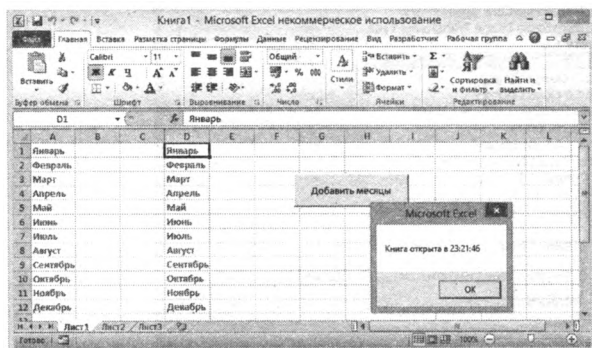 Книга1 - Microsoft Excel некоммерческое использование
Файл Главная Вставка Разметка страницы Формулы Данные Рецензирование Вид Разработчик Рабочая группа
Вставить
Calibri 11
Ж К Ч
Общий
% 000
Стили
Вставить
Удалить
Формат
Σ
Сортировка и фильтр
Найти и выделить
Буфер обмена Шрифт Выравнивание Число Ячейки Редактирование
D1 fx Январь
A B C D E F G H I J K L
1 Январь Январь
2 Февраль Февраль
3 Март Март
4 Апрель Апрель
5 Май Май
6 Июнь Июнь
7 Июль Июль
8 Август Август
9 Сентябрь Сентябрь
10 Октябрь Октябрь
11 Ноябрь Ноябрь
12 Декабрь Декабрь
Добавить месяцы
Microsoft Excel
Книга открыта в 23:21:46
OK
Лист1 Лист2 Лист3
Готово 100%